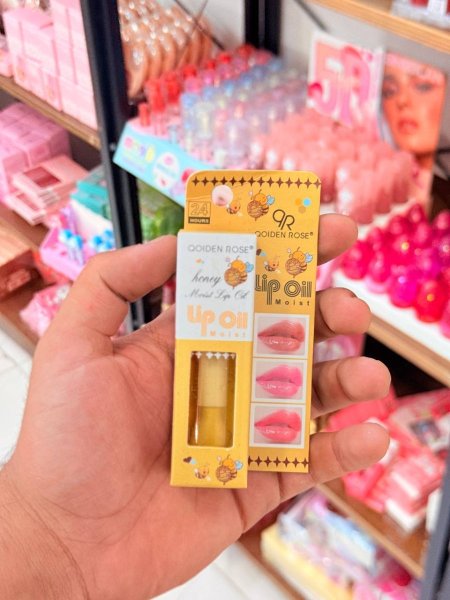 24
HOURS
QR
QOIDEN ROSE®
Lip Oil
Moist
QOIDEN ROSE®
honey
Moist Lip Oil
Lip Oil
Moist